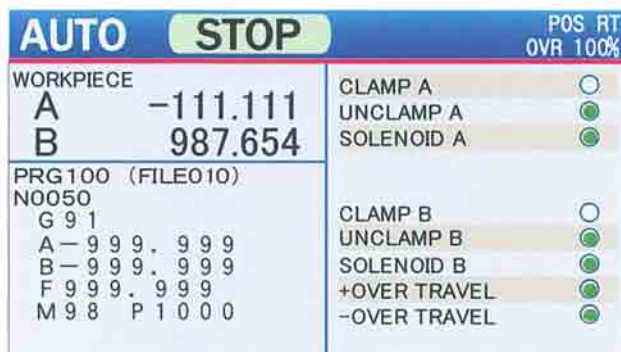 AUTO STOP POS RT
OVR 100%
WORKPIECE
A -111.111
B 987.654
PRG100 (FILE010)
N0050
G91
A-999.999
B-999.999
F999.999
M98 P1000
CLAMP A
UNCLAMP A
SOLENOID A
CLAMP B
UNCLAMP B
SOLENOID B
+OVER TRAVEL
-OVER TRAVEL